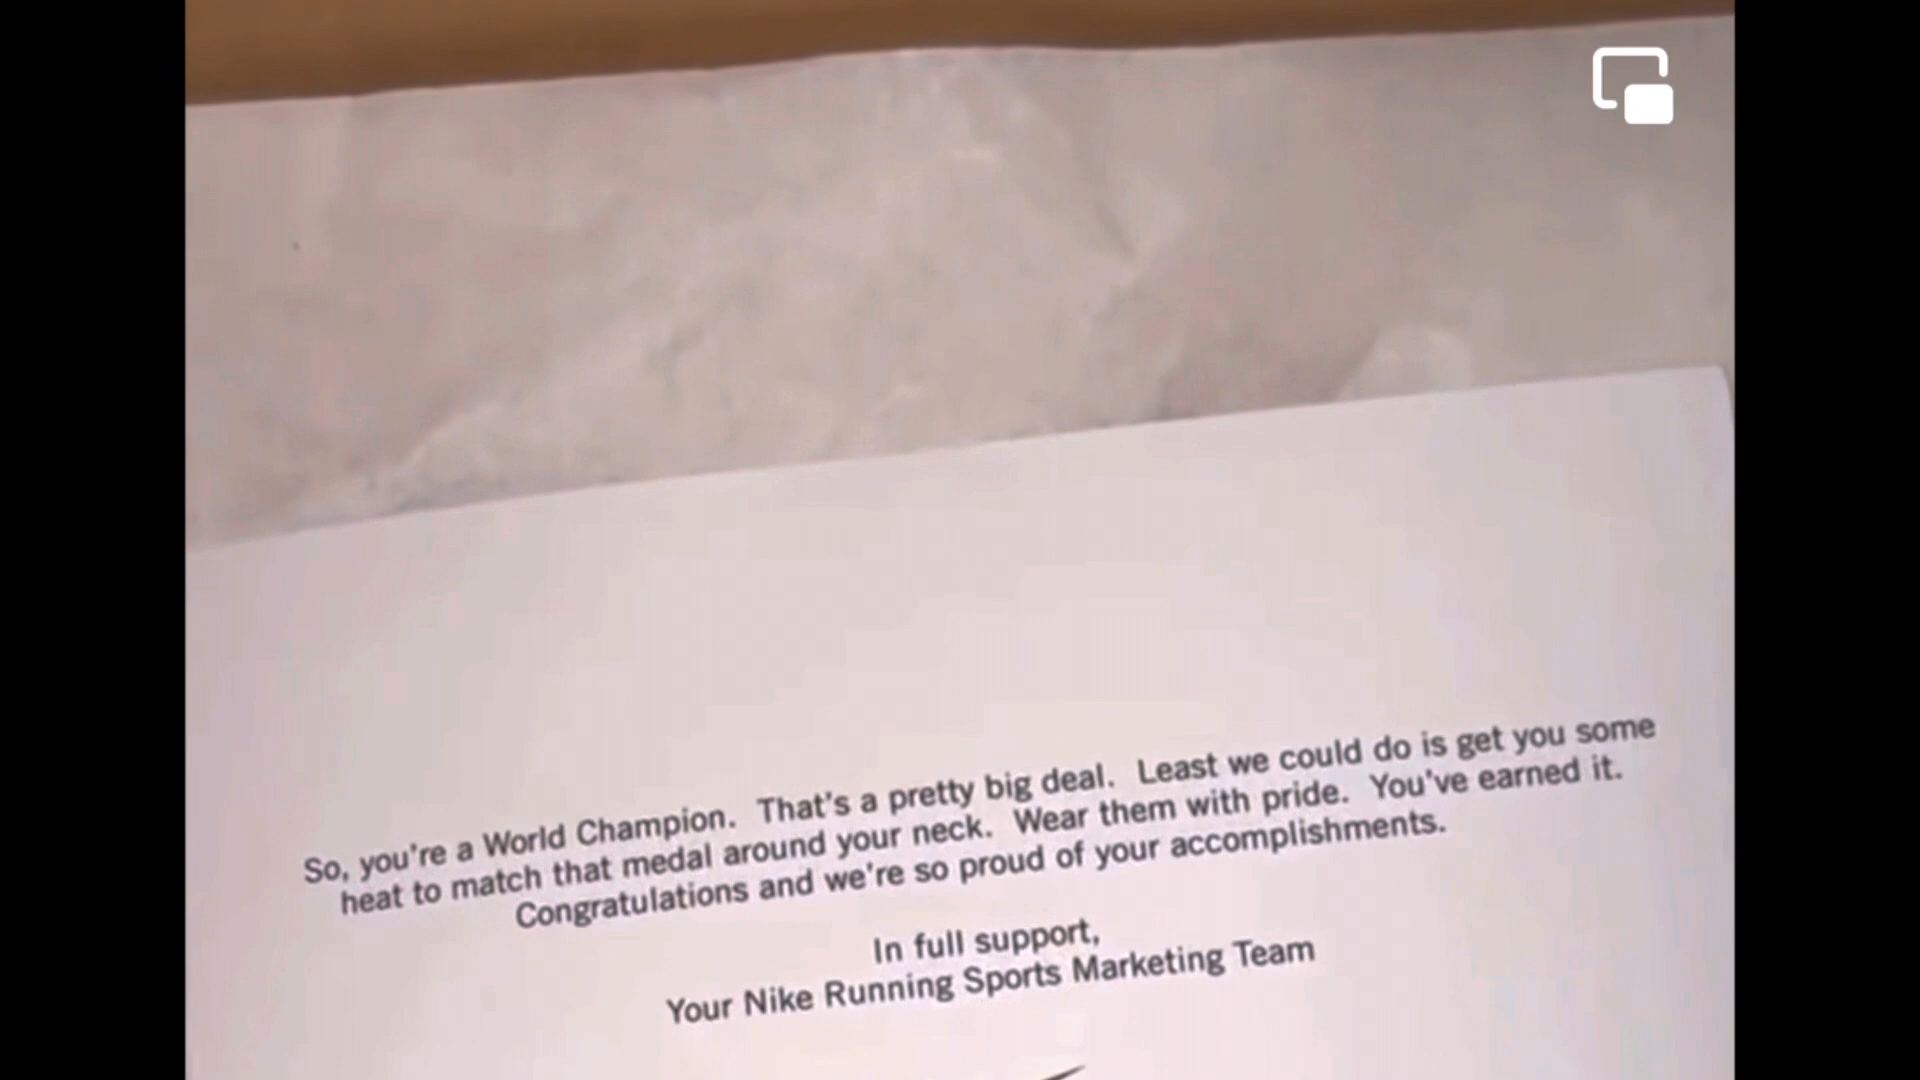 So, you're a World Champion. That's a pretty big deal. Least we could do is get you some
heat to match that medal around your neck. Wear them with pride. You've earned it.
Congratulations and we're so proud of your accomplishments.
In full support,
Your Nike Running Sports Marketing Team